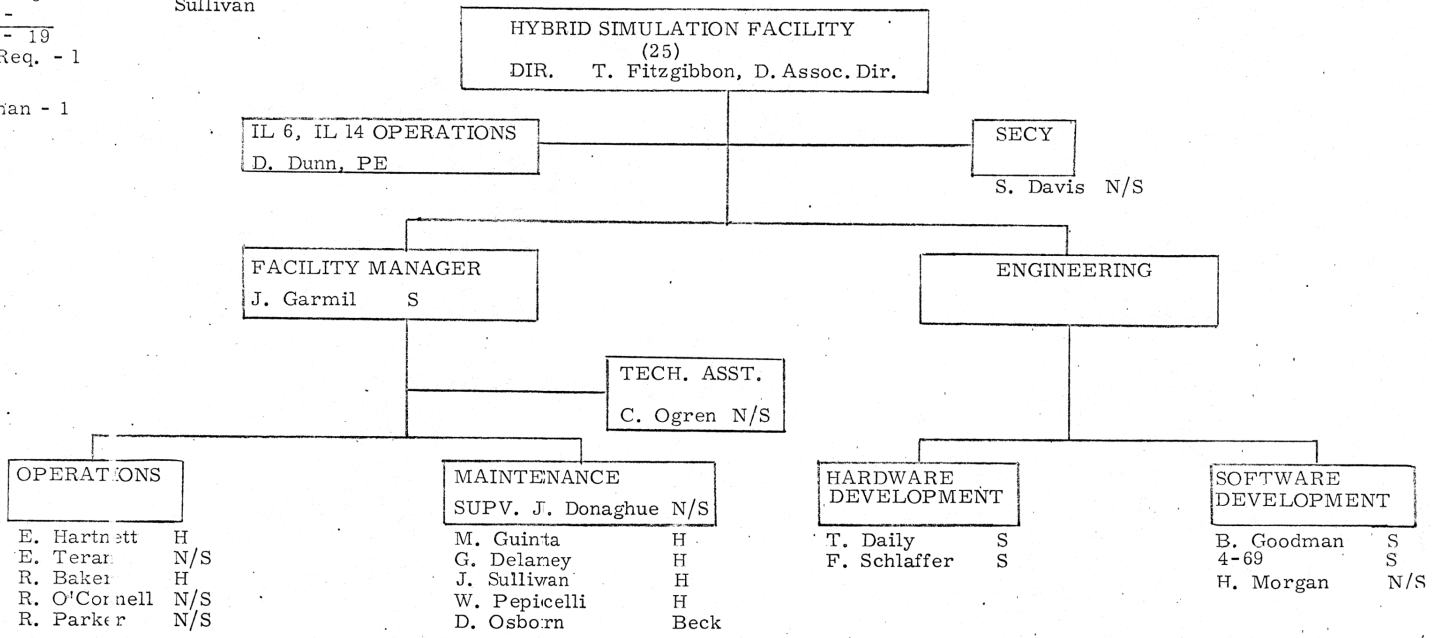 Sullivan
-
- 19
Req. - 1
- 1
HYBRID SIMULATION FACILITY
(25)
DIR. T. Fitzgibbon, D. Assoc. Dir.
IL 6, IL 14 OPERATIONS
D. Dunn, PE
SECY
S. Davis N/S
FACILITY MANAGER
J. Garmil S
ENGINEERING
TECH. ASST.
C. Ogren N/S
OPERATIONS
E. Hartnett H
E. Teran N/S
R. Baker H
R. O'Connell N/S
R. Parker N/S
MAINTENANCE
SUPV. J. Donaghue N/S
M. Guinta H
G. Delaney H
J. Sullivan H
W. Pepicelli H
D. Osborn Beck
HARDWARE
DEVELOPMENT
T. Daily S
F. Schlaffer S
SOFTWARE
DEVELOPMENT
B. Goodman S
4-69 S
H. Morgan N/S